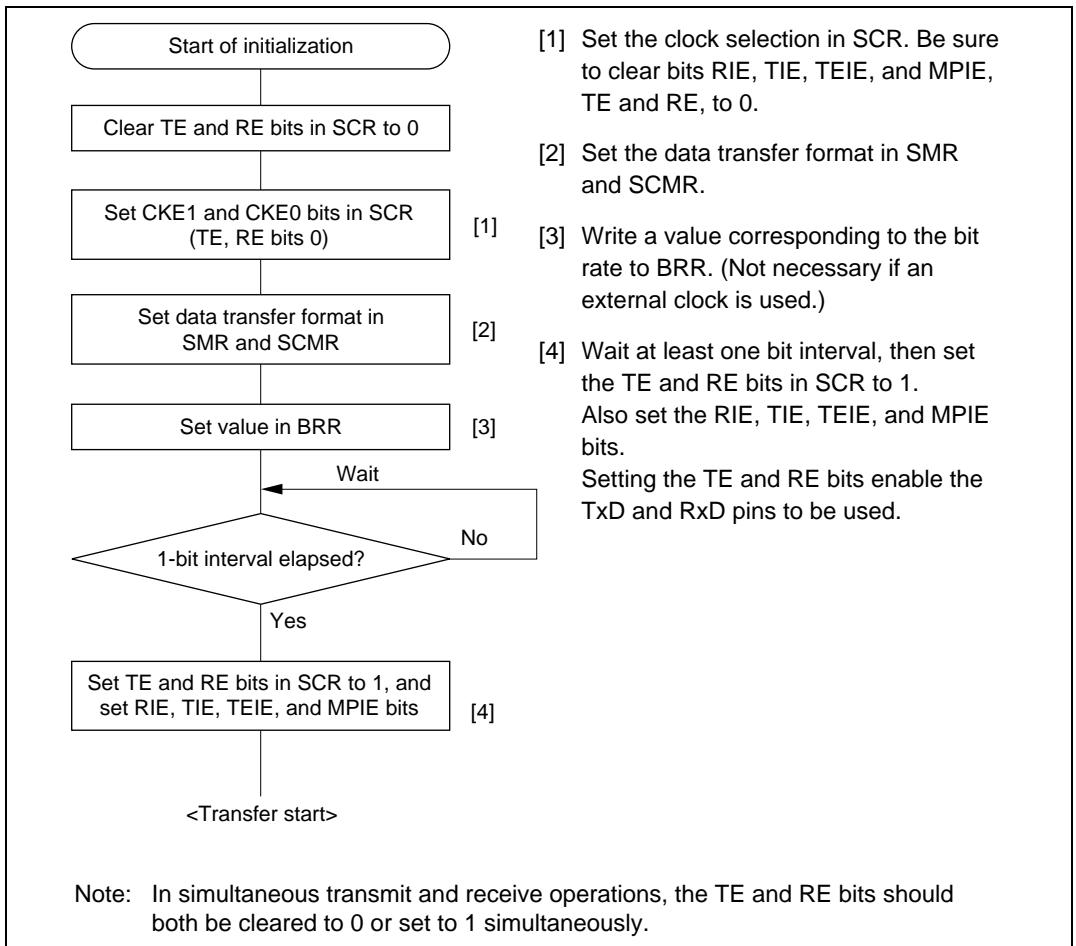 Start of initialization
Clear TE and RE bits in SCR to 0
Set CKE1 and CKE0 bits in SCR
(TE, RE bits 0)
[1]
Set data transfer format in
SMR and SCMR
[2]
Set value in BRR
[3]
Wait
1-bit interval elapsed?
No
Yes
Set TE and RE bits in SCR to 1, and
set RIE, TIE, TEIE, and MPIE bits
[4]
<Transfer start>
[1] Set the clock selection in SCR. Be sure
to clear bits RIE, TIE, TEIE, and MPIE,
TE and RE, to 0.
[2] Set the data transfer format in SMR
and SCMR.
[3] Write a value corresponding to the bit
rate to BRR. (Not necessary if an
external clock is used.)
[4] Wait at least one bit interval, then set
the TE and RE bits in SCR to 1.
Also set the RIE, TIE, TEIE, and MPIE
bits.
Setting the TE and RE bits enable the
TxD and RxD pins to be used.
Note: In simultaneous transmit and receive operations, the TE and RE bits should
both be cleared to 0 or set to 1 simultaneously.